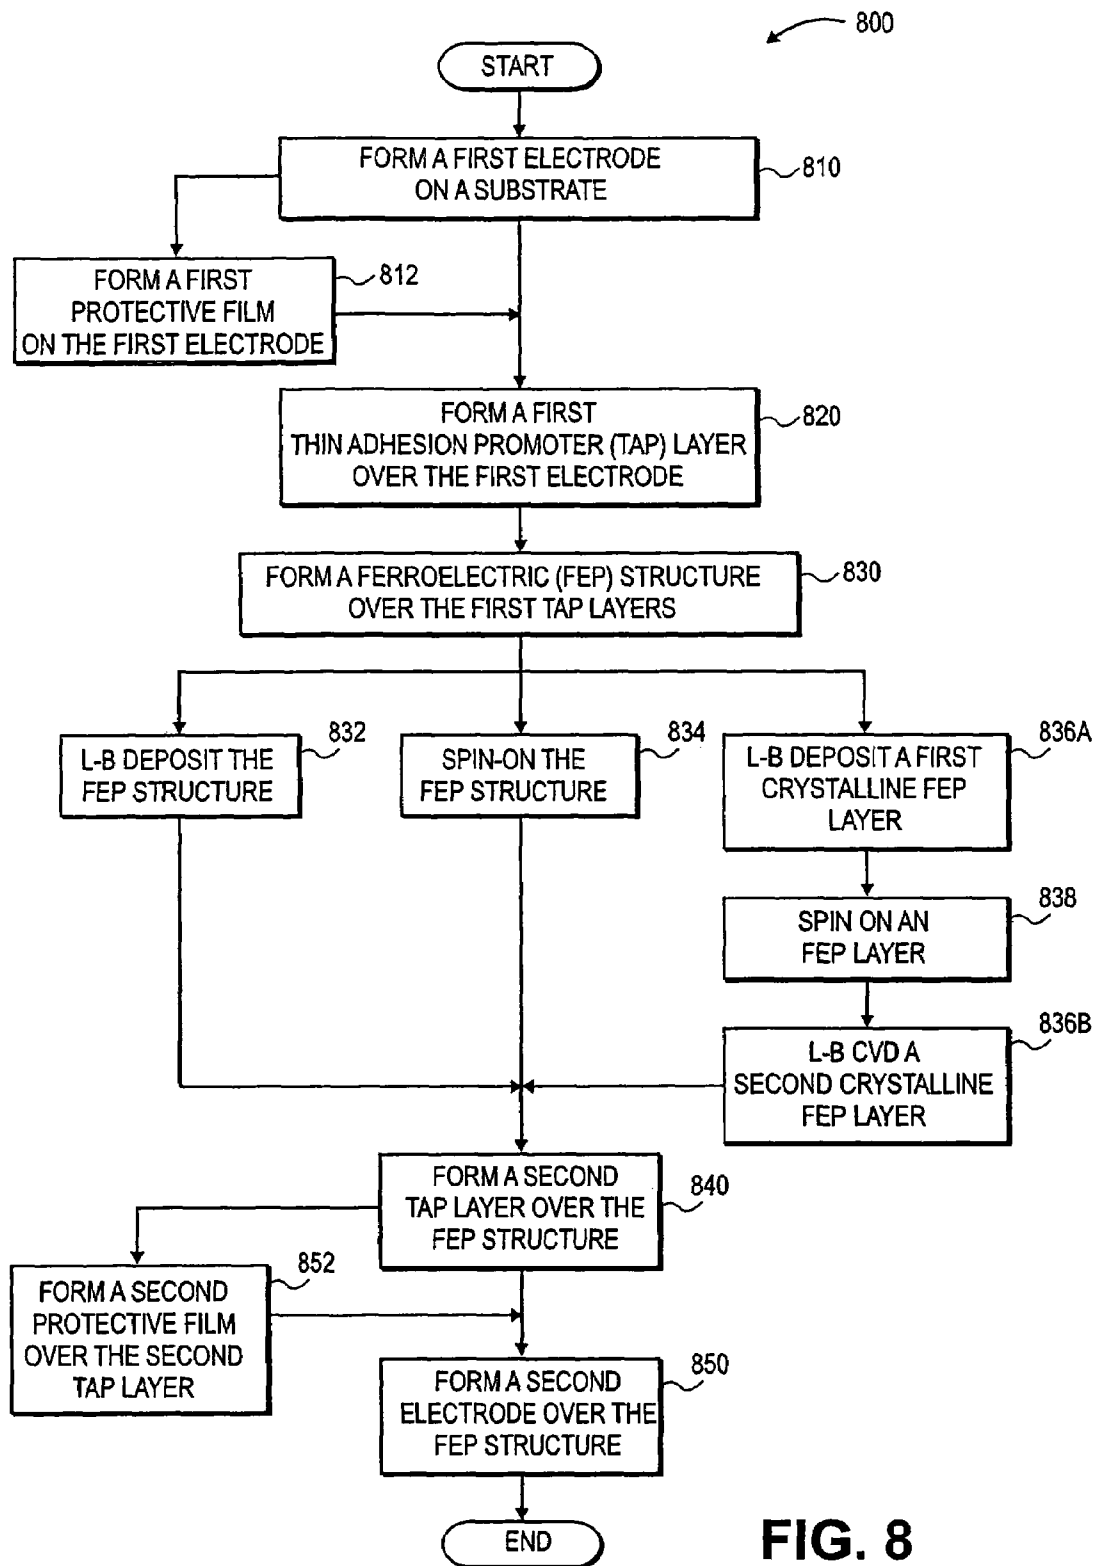 800
START
FORM A FIRST ELECTRODE
ON A SUBSTRATE
810
FORM A FIRST
PROTECTIVE FILM
ON THE FIRST ELECTRODE
812
FORM A FIRST
THIN ADHESION PROMOTER (TAP) LAYER
OVER THE FIRST ELECTRODE
820
FORM A FERROELECTRIC (FEP) STRUCTURE
OVER THE FIRST TAP LAYERS
830
L-B DEPOSIT THE
FEP STRUCTURE
832
SPIN-ON THE
FEP STRUCTURE
834
L-B DEPOSIT A FIRST
CRYSTALLINE FEP
LAYER
836A
SPIN ON AN
FEP LAYER
838
L-B CVD A
SECOND CRYSTALLINE
FEP LAYER
836B
FORM A SECOND
TAP LAYER OVER THE
FEP STRUCTURE
840
FORM A SECOND
PROTECTIVE FILM
OVER THE SECOND
TAP LAYER
852
FORM A SECOND
ELECTRODE OVER THE
FEP STRUCTURE
850
END
FIG. 8